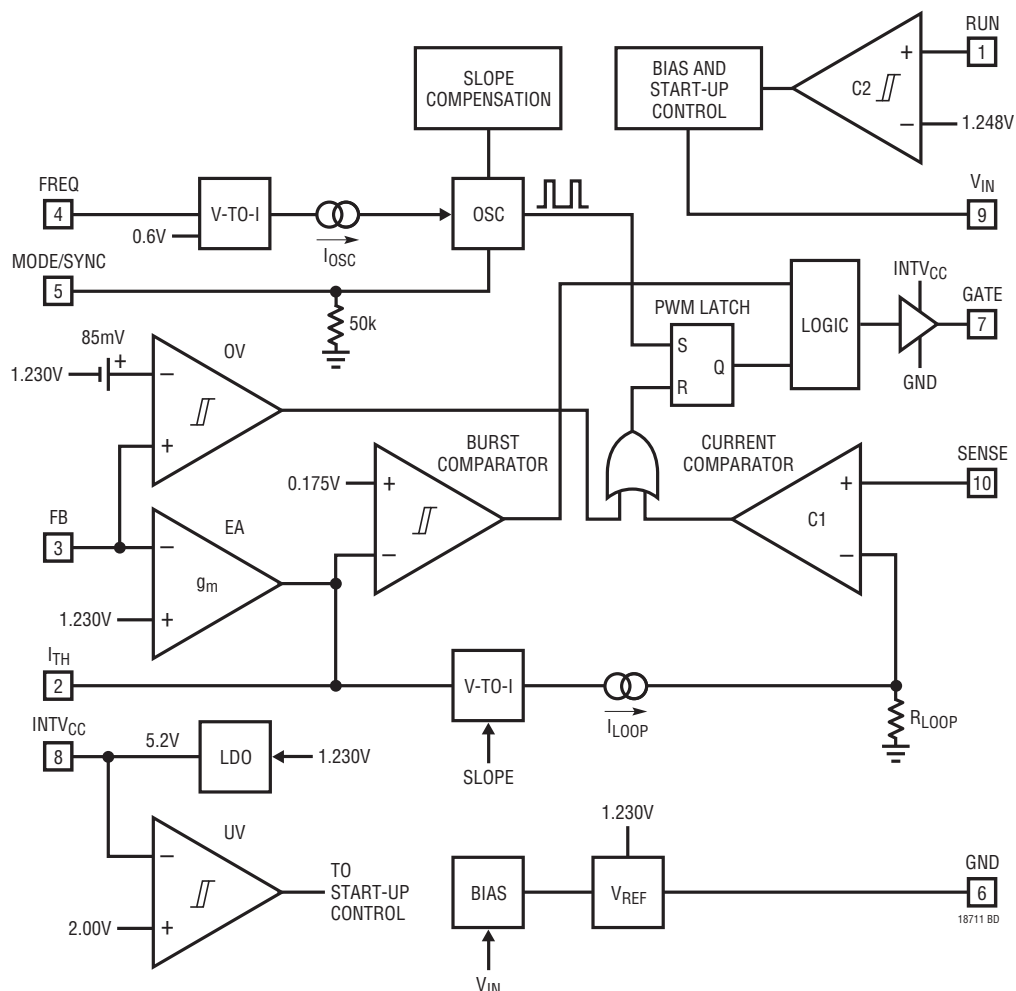 RUN
1
SLOPE
COMPENSATION
BIAS AND
START-UP
CONTROL
C2
+
–
1.248V
FREQ
4
V-TO-I
0.6V
IOSC
OSC
VIN
9
MODE/SYNC
5
50k
PWM LATCH
S
R
Q
LOGIC
INTVCC
GATE
7
GND
85mV
+
1.230V
OV
–
+
BURST
COMPARATOR
0.175V
+
–
CURRENT
COMPARATOR
C1
+
–
SENSE
10
FB
3
EA
–
gm
+
1.230V
ITH
2
V-TO-I
SLOPE
ILOOP
RLOOP
INTVCC
8
5.2V
LDO
1.230V
UV
–
+
2.00V
TO
START-UP
CONTROL
BIAS
VIN
1.230V
VREF
GND
6
18711 BD